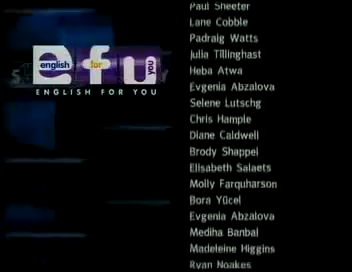 efu
english for you
ENGLISH FOR YOU
Paul Sheeter
Lane Cobble
Padraig Watts
Julia Tillinghast
Heba Atwa
Evgenia Abzalova
Selene Lutschg
Chris Hample
Diane Caldwell
Brody Shappel
Elisabeth Salaets
Molly Farquharson
Bora Yücel
Evgenia Abzalova
Mediha Banbal
Madeleine Higgins
Ryan Noakes